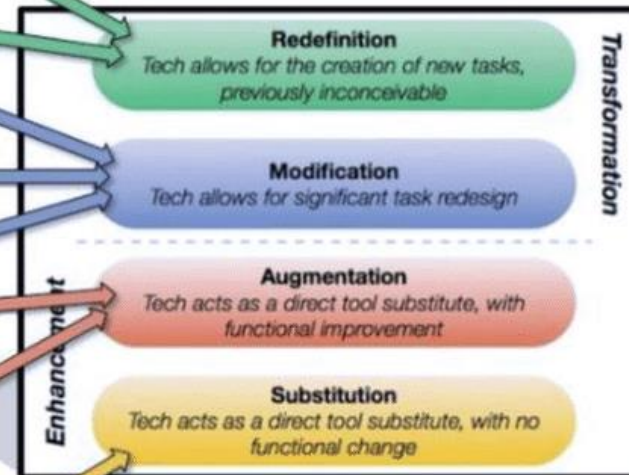 Redefinition
Tech allows for the creation of new tasks,
previously inconceivable
Transformation
Modification
Tech allows for significant task redesign
Augmentation
Tech acts as a direct tool substitute, with
functional improvement
Enhancement
Substitution
Tech acts as a direct tool substitute, with no
functional change